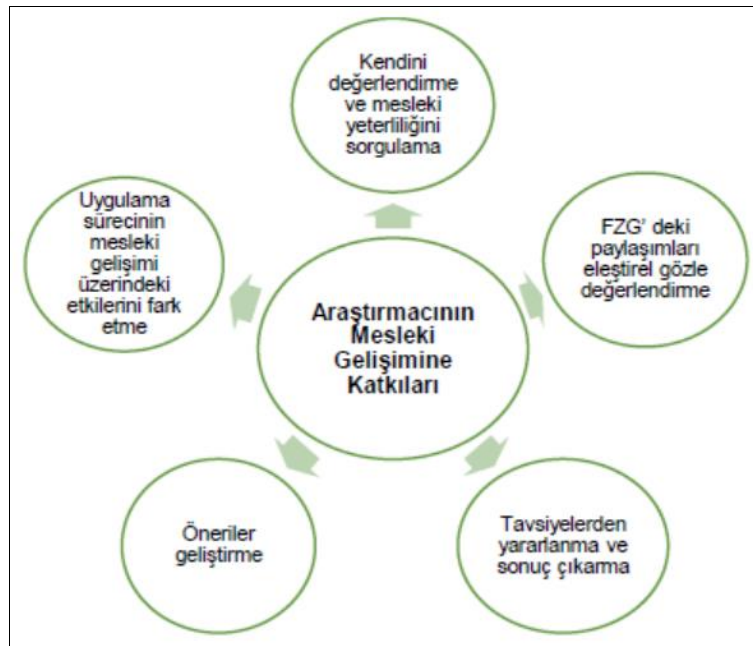 Kendini
değerlendirme
ve mesleki
yeterliliğini
sorgulama
Uygulama
sürecinin
mesleki
gelişimi
üzerindeki
etkilerini fark
etme
FZG' deki
paylaşımları
eleştirel gözle
değerlendirme
Araştırmacının
Mesleki
Gelişimine
Katkıları
Öneriler
geliştirme
Tavsiyelerden
yararlanma ve
sonuç çıkarma